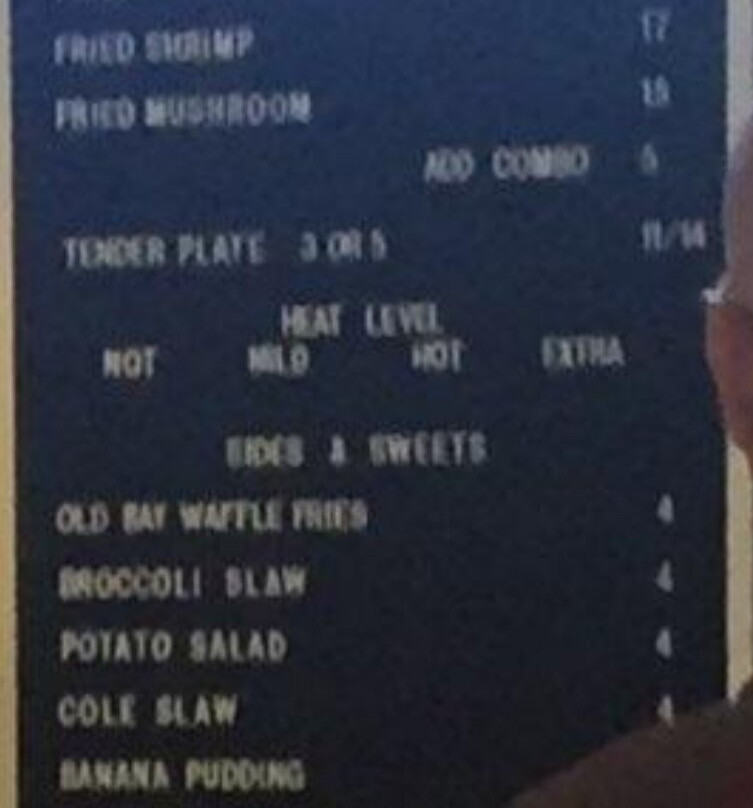 FRIED SHRIMP 17
FRIED MUSHROOM
ADD COMBO
TENDER PLATE 3 OR 5 11/14
HEAT LEVEL
NOT MILD HOT EXTRA
SIDES & SWEETS
OLD BAY WAFFLE FRIES 4
BROCCOLI SLAW 4
POTATO SALAD 4
COLE SLAW 4
BANANA PUDDING